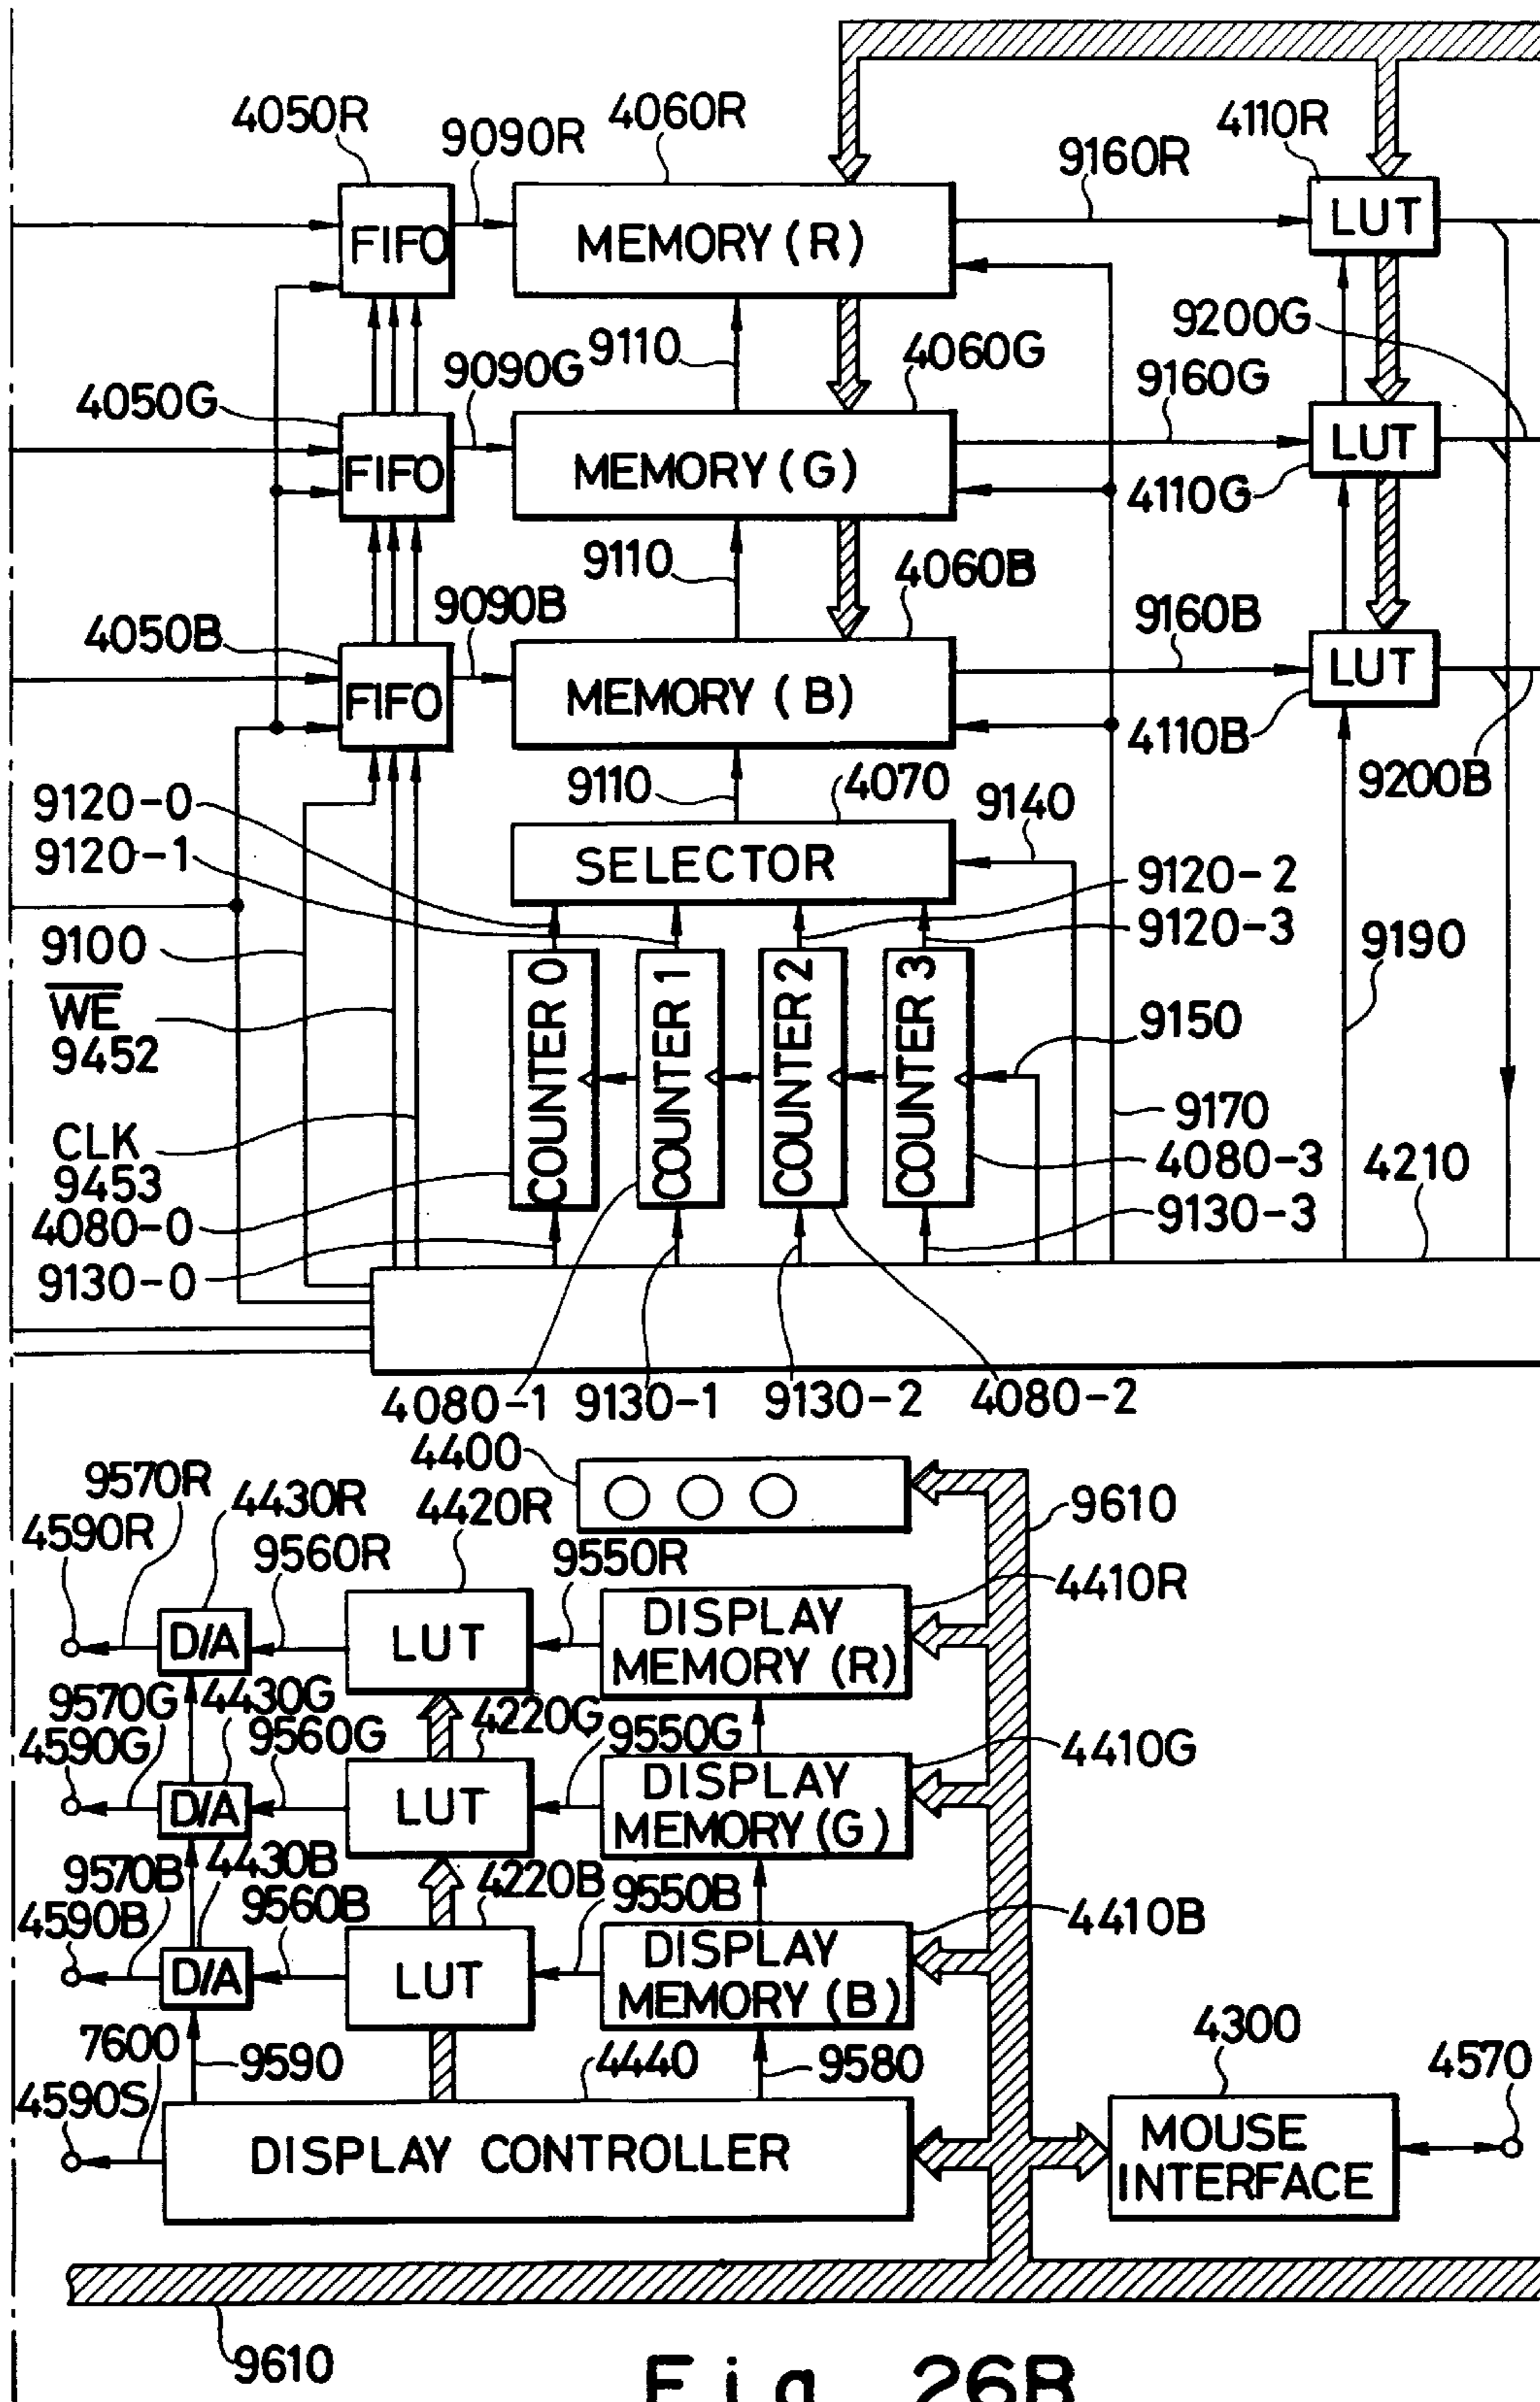 4050R
9090R
4060R
9160R
4110R
FIFO
MEMORY (R)
LUT
9110
9200G
4050G
9090G
4060G
9160G
FIFO
MEMORY (G)
LUT
4110G
9110
4050B
9090B
4060B
9160B
FIFO
MEMORY (B)
LUT
4110B
9200B
9120-0
9110
4070
9140
9120-1
SELECTOR
9120-2
9120-3
9100
9190
WE
9452
COUNTER 0
COUNTER 1
COUNTER 2
COUNTER 3
9150
CLK
9453
9170
4080-0
4080-3
4210
9130-0
9130-3
4080-1
9130-1
9130-2
4080-2
4400
9570R
4430R
4420R
9610
4590R
9560R
9550R
4410R
D/A
LUT
DISPLAY
MEMORY (R)
9570G
4430G
4220G
9550G
4590G
9560G
4410G
D/A
LUT
DISPLAY
MEMORY (G)
9570B
4430B
4220B
9550B
4590B
9560B
4410B
D/A
LUT
DISPLAY
MEMORY (B)
7600
9590
4440
9580
4300
4570
4590S
DISPLAY CONTROLLER
MOUSE
INTERFACE
9610
Fig. 26B